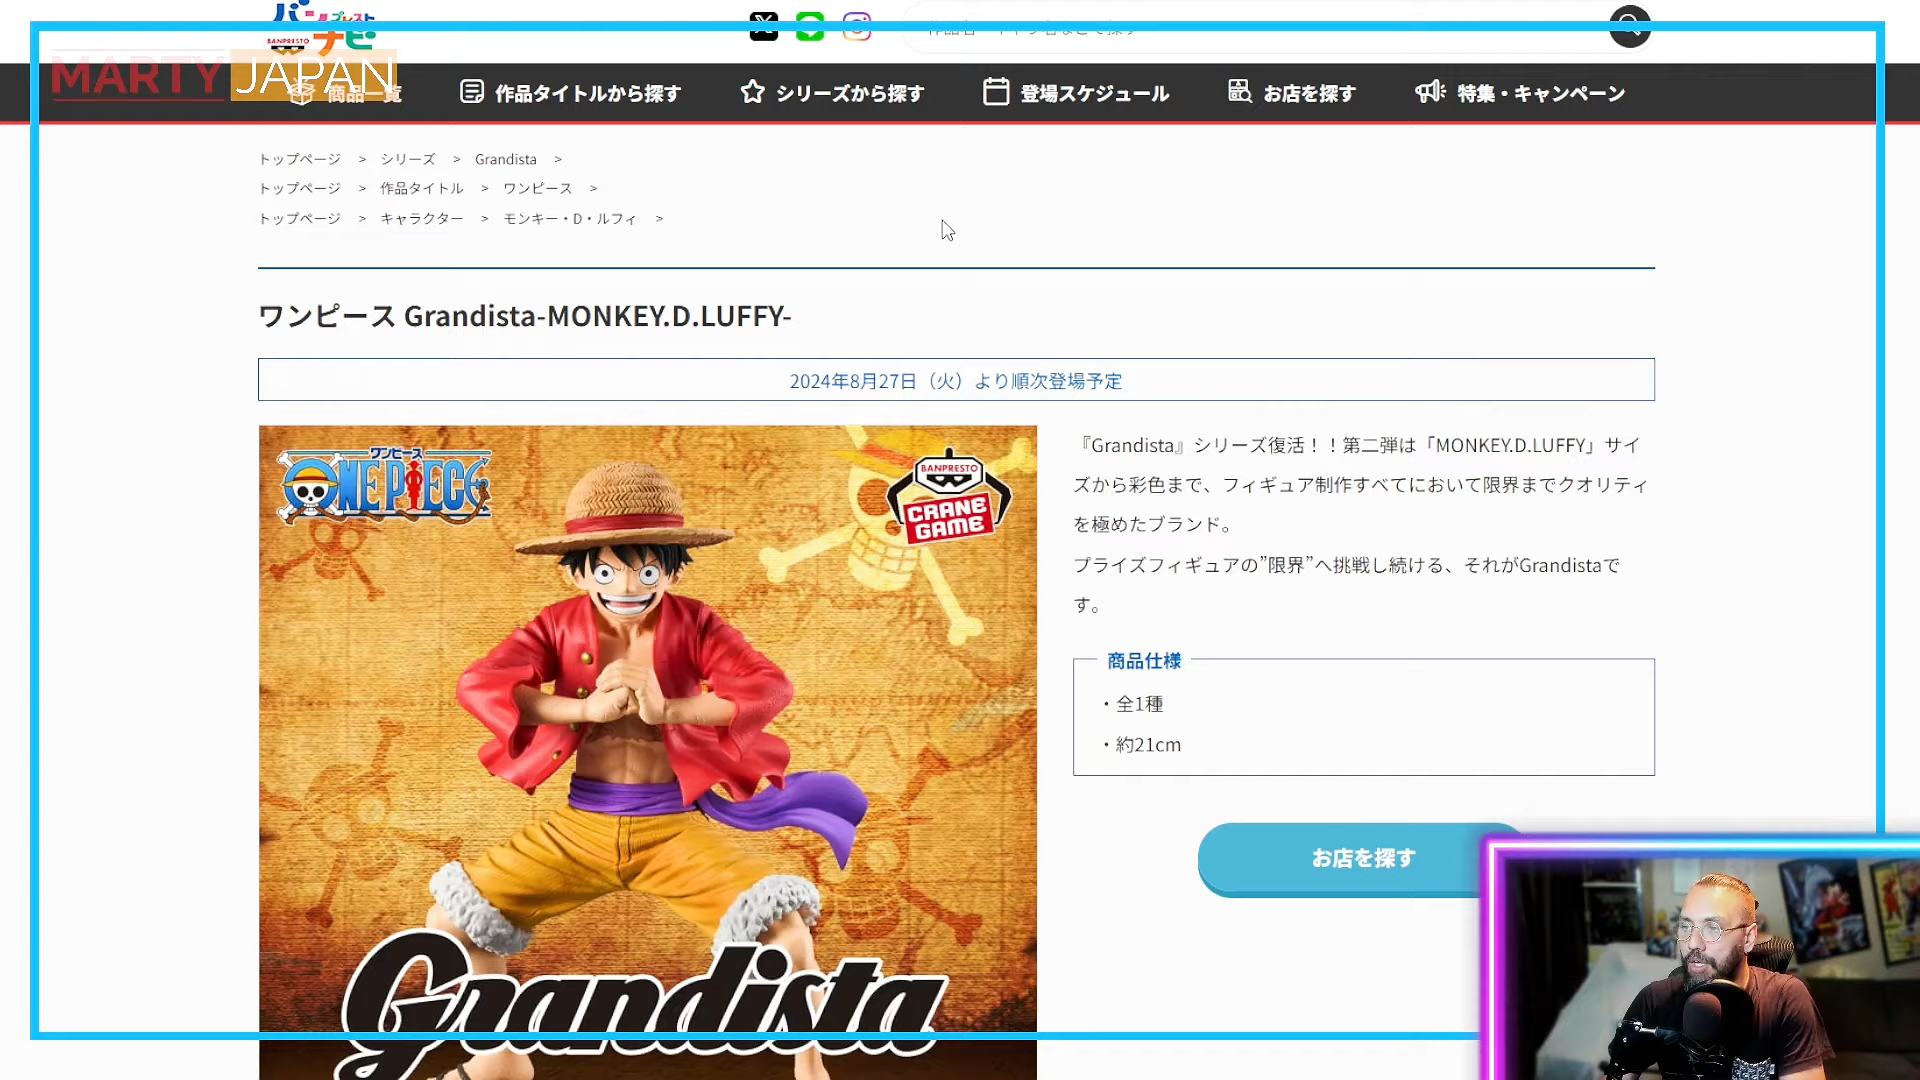 バンプレストナビ
BANPRESTO
MARTY JAPAN
商品一覧
作品タイトルから探す
シリーズから探す
登場スケジュール
お店を探す
特集・キャンペーン
トップページ > シリーズ > Grandista >
トップページ > 作品タイトル > ワンピース >
トップページ > キャラクター > モンキー・D・ルフィ >
ワンピース Grandista-MONKEY.D.LUFFY-
2024年8月27日（火）より順次登場予定
ワンピース
ONE PIECE
BANPRESTO
CRANE
GAME
Grandista
『Grandista』シリーズ復活！！第二弾は「MONKEY.D.LUFFY」サイ
ズから彩色まで、フィギュア制作すべてにおいて限界までクオリティ
を極めたブランド。
プライズフィギュアの”限界”へ挑戦し続ける、それがGrandistaで
す。
商品仕様
・全1種
・約21cm
お店を探す